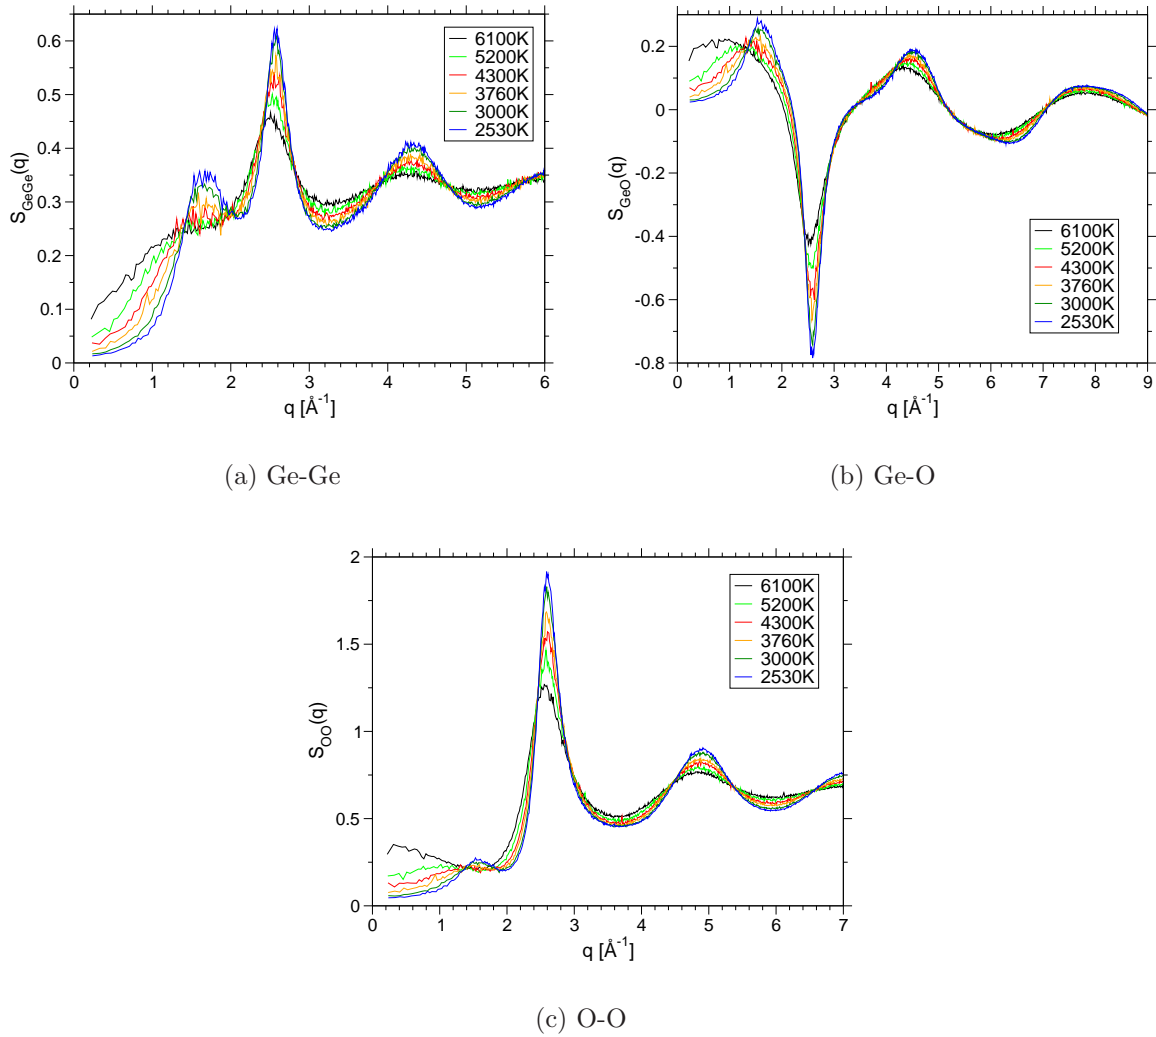 0.6
0.5
0.4
0.3
0.2
0.1
0
S_GeGe(q)
6100K
5200K
4300K
3760K
3000K
2530K
0 1 2 3 4 5 6
q [Å^-1]
(a) Ge-Ge
0.2
0
-0.2
-0.4
-0.6
-0.8
S_GeO(q)
6100K
5200K
4300K
3760K
3000K
2530K
0 1 2 3 4 5 6 7 8 9
q [Å^-1]
(b) Ge-O
2
1.5
1
0.5
0
S_OO(q)
6100K
5200K
4300K
3760K
3000K
2530K
0 1 2 3 4 5 6 7
q [Å^-1]
(c) O-O